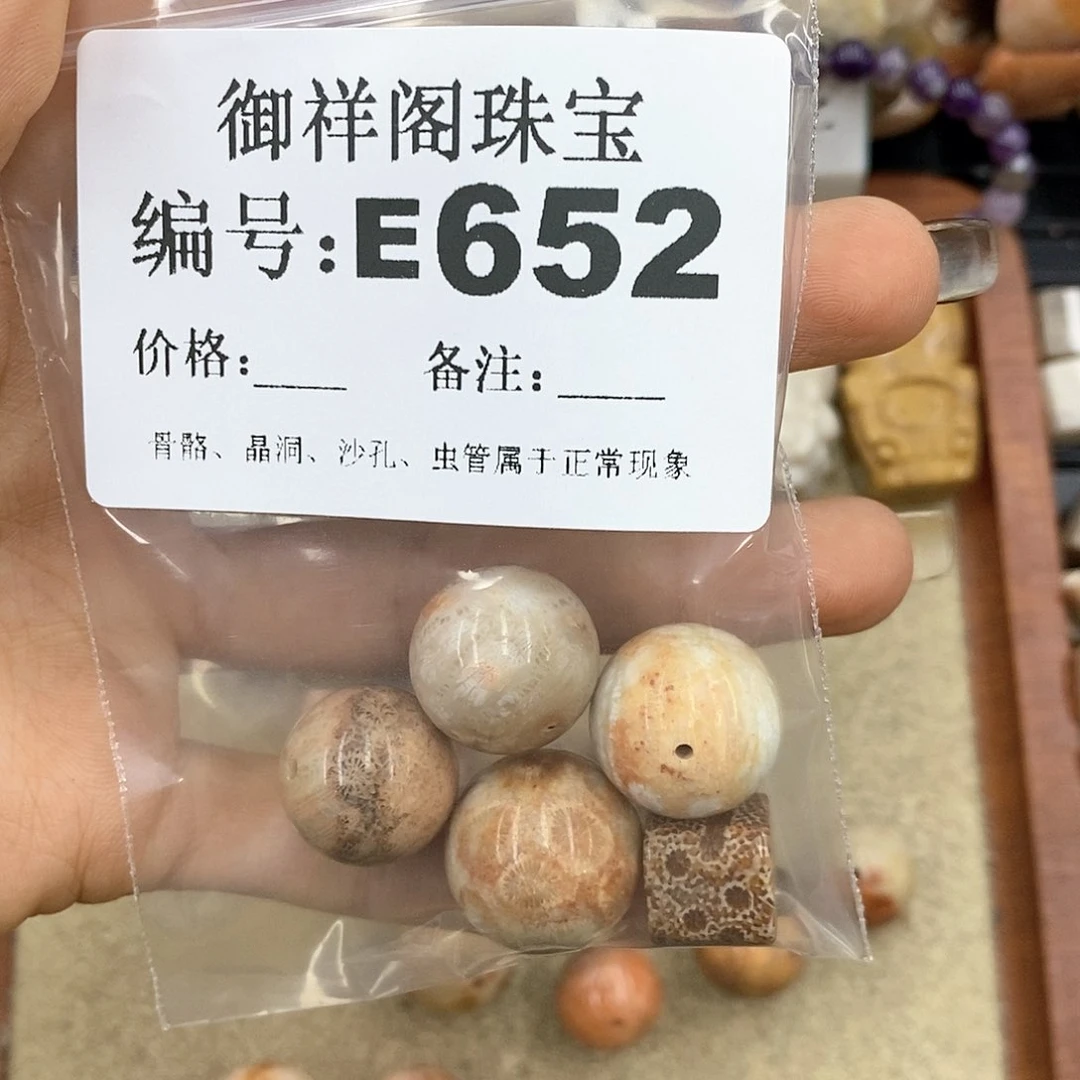 御祥阁珠宝
编号:E652
价格:____ 备注:____
骨骼、晶洞、沙孔、虫管属于正常现象